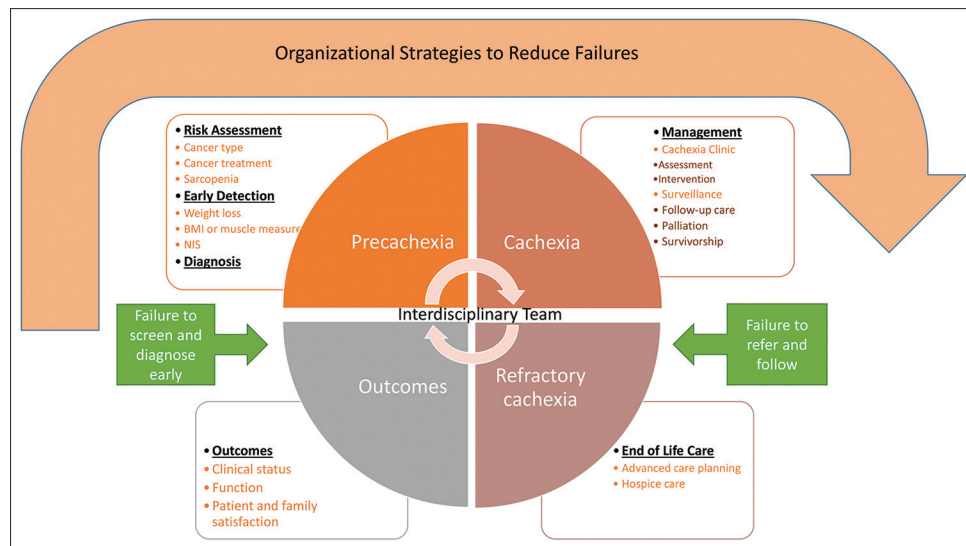 Organizational Strategies to Reduce Failures
• Risk Assessment
• Cancer type
• Cancer treatment
• Sarcopenia
• Early Detection
• Weight loss
• BMI or muscle measure
• NIS
• Diagnosis
• Management
• Cachexia Clinic
•Assessment
•Intervention
• Surveillance
• Follow-up care
• Palliation
• Survivorship
Precachexia
Cachexia
Interdisciplinary Team
Failure to
screen and
diagnose
early
Failure to
refer and
follow
Outcomes
Refractory
cachexia
• Outcomes
• Clinical status
• Function
• Patient and family
satisfaction
• End of Life Care
• Advanced care planning
• Hospice care